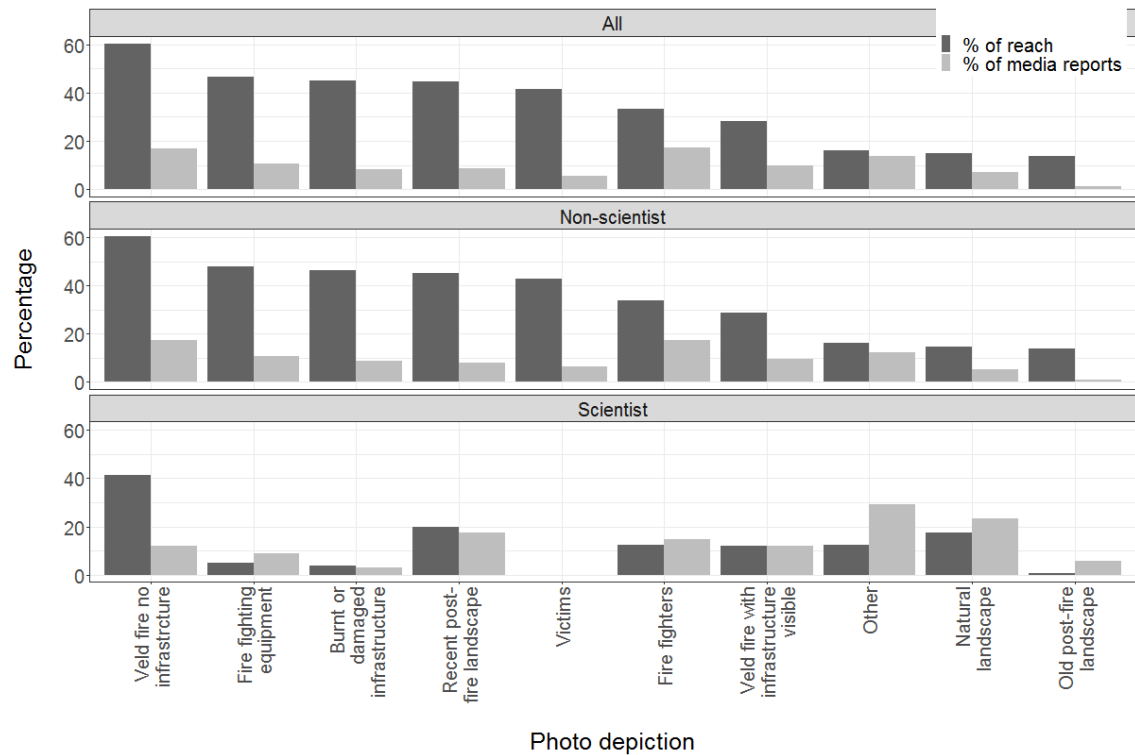 All
% of reach
% of media reports
60
40
20
0
Non-scientist
60
40
20
0
Scientist
60
40
20
0
Percentage
Veld fire no
infrastrcture
Fire fighting
equipment
Burnt or
damaged
infrastructure
Recent post-
fire landscape
Victims
Fire fighters
Veld fire with
infrastructure
visible
Other
Natural
landscape
Old post-fire
landscape
Photo depiction